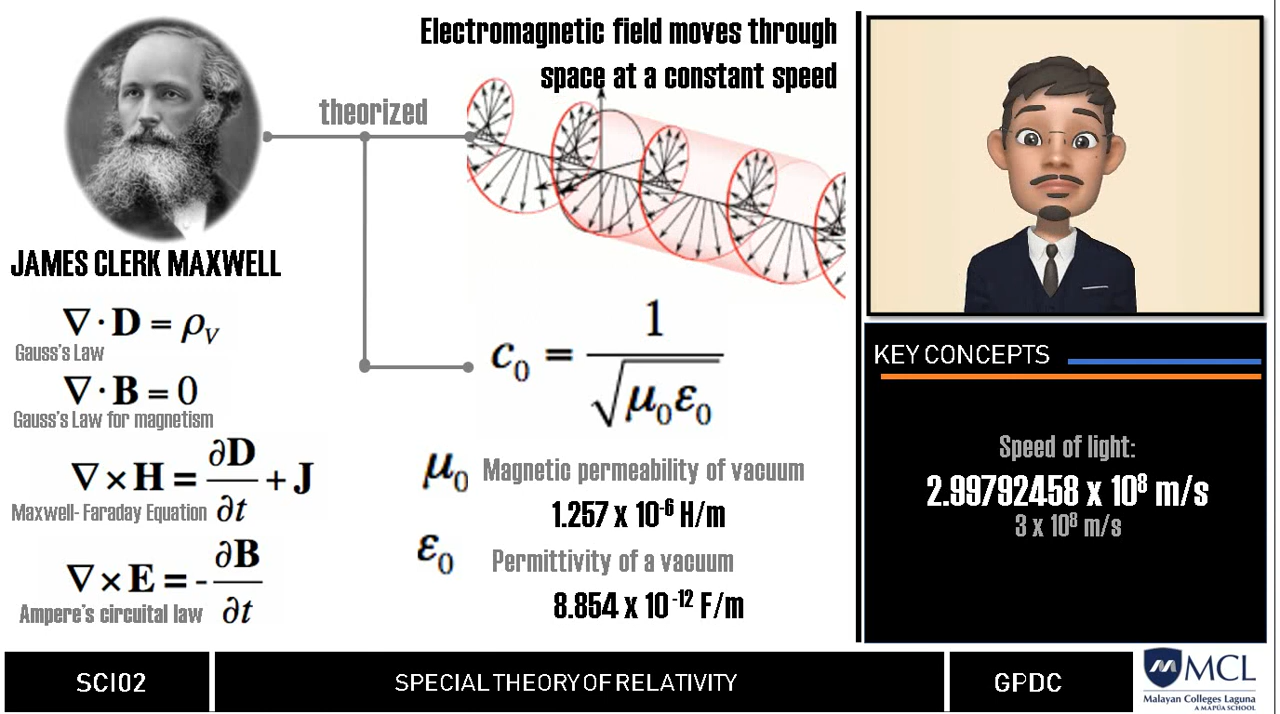 Electromagnetic field moves through
space at a constant speed
theorized
JAMES CLERK MAXWELL
∇ · D = ρV
Gauss's Law
∇ · B = 0
Gauss's Law for magnetism
∇ × H = ∂D/∂t + J
Maxwell- Faraday Equation
∇ × E = - ∂B/∂t
Ampere's circuital law
c₀ = 1/√μ₀ε₀
μ₀ Magnetic permeability of vacuum
1.257 x 10⁻⁶ H/m
ε₀ Permittivity of a vacuum
8.854 x 10⁻¹² F/m
KEY CONCEPTS
Speed of light:
2.99792458 x 10⁸ m/s
3 x 10⁸ m/s
SCI02
SPECIAL THEORY OF RELATIVITY
GPDC
MCL
Malayan Colleges Laguna
A MAPÚA SCHOOL